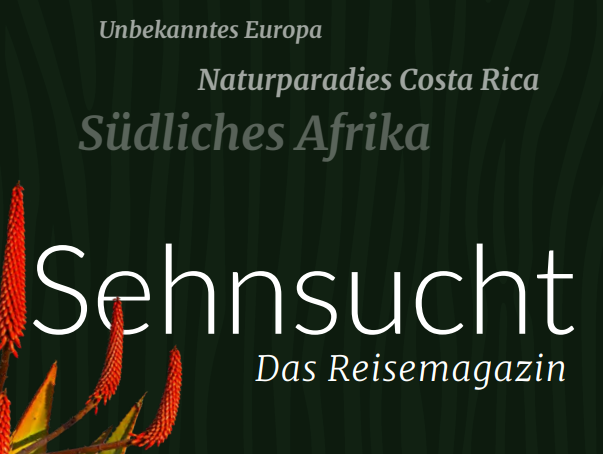 Unbekanntes Europa
Naturparadies Costa Rica
Südliches Afrika
Sehnsucht
Das Reisemagazin